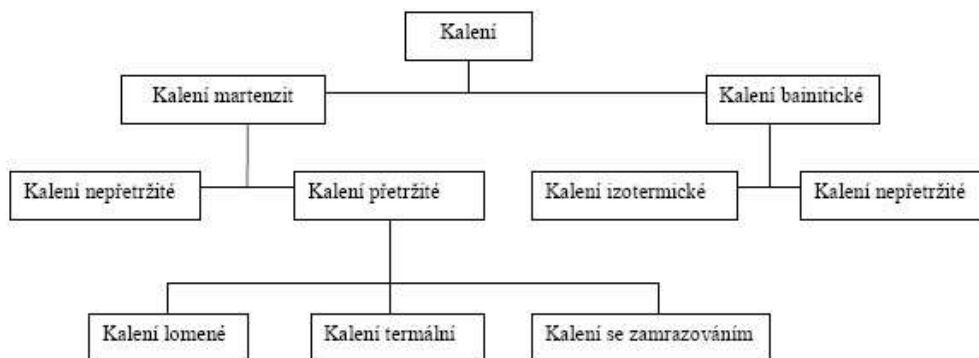 Kalení
Kalení martenzit
Kalení bainitické
Kalení nepřetržité
Kalení přetržité
Kalení izotermické
Kalení nepřetržité
Kalení lomené
Kalení termální
Kalení se zamrazováním